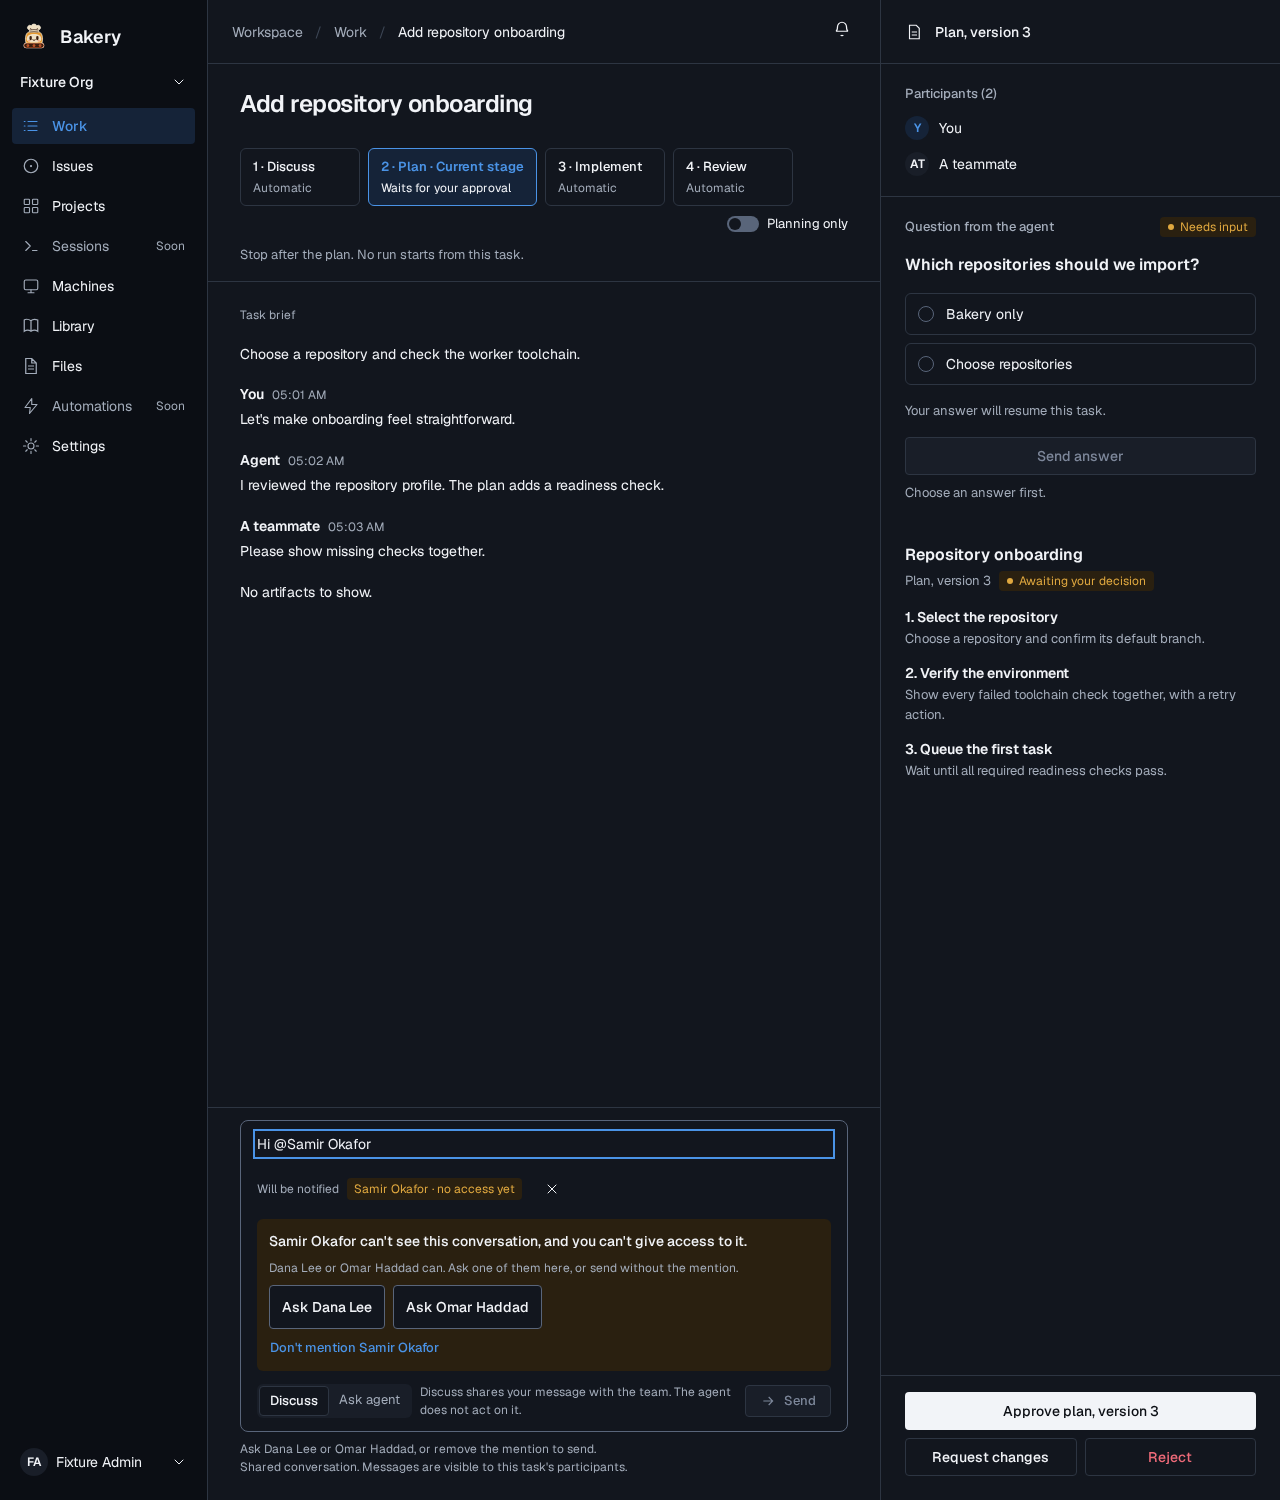 Bakery
Fixture Org
Work
Issues
Projects
Sessions Soon
Machines
Library
Files
Automations Soon
Settings
FA Fixture Admin
Workspace / Work / Add repository onboarding
Add repository onboarding
1 · Discuss
Automatic
2 · Plan · Current stage
Waits for your approval
3 · Implement
Automatic
4 · Review
Automatic
Planning only
Stop after the plan. No run starts from this task.
Task brief
Choose a repository and check the worker toolchain.
You 05:01 AM
Let's make onboarding feel straightforward.
Agent 05:02 AM
I reviewed the repository profile. The plan adds a readiness check.
A teammate 05:03 AM
Please show missing checks together.
No artifacts to show.
Hi @Samir Okafor
Will be notified Samir Okafor · no access yet
Samir Okafor can't see this conversation, and you can't give access to it.
Dana Lee or Omar Haddad can. Ask one of them here, or send without the mention.
Ask Dana Lee Ask Omar Haddad
Don't mention Samir Okafor
Discuss Ask agent
Discuss shares your message with the team. The agent
does not act on it.
Send
Ask Dana Lee or Omar Haddad, or remove the mention to send.
Shared conversation. Messages are visible to this task's participants.
Plan, version 3
Participants (2)
Y You
AT A teammate
Question from the agent Needs input
Which repositories should we import?
Bakery only
Choose repositories
Your answer will resume this task.
Send answer
Choose an answer first.
Repository onboarding
Plan, version 3 Awaiting your decision
1. Select the repository
Choose a repository and confirm its default branch.
2. Verify the environment
Show every failed toolchain check together, with a retry
action.
3. Queue the first task
Wait until all required readiness checks pass.
Approve plan, version 3
Request changes Reject